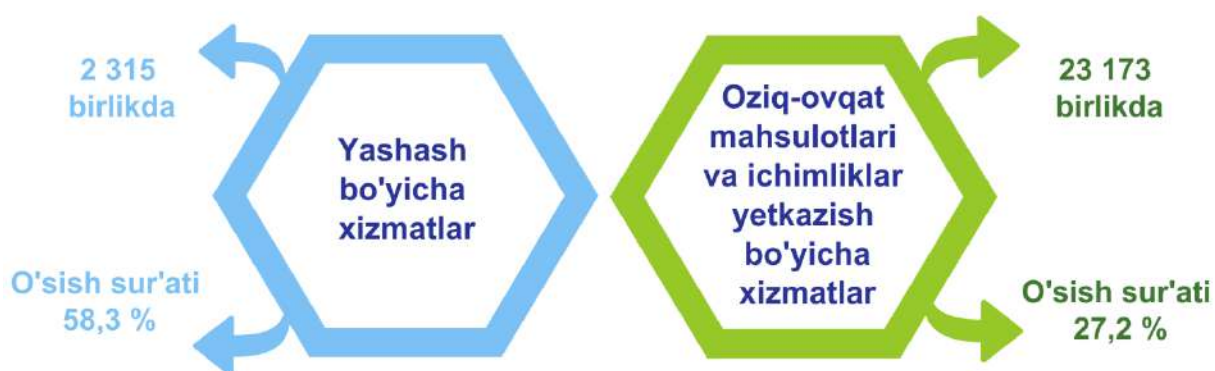 2 315
birlikda
Yashash
bo'yicha
xizmatlar
O'sish sur'ati
58,3 %
Oziq-ovqat
mahsulotlari
va ichimliklar
yetkazish
bo'yicha
xizmatlar
23 173
birlikda
O'sish sur'ati
27,2 %